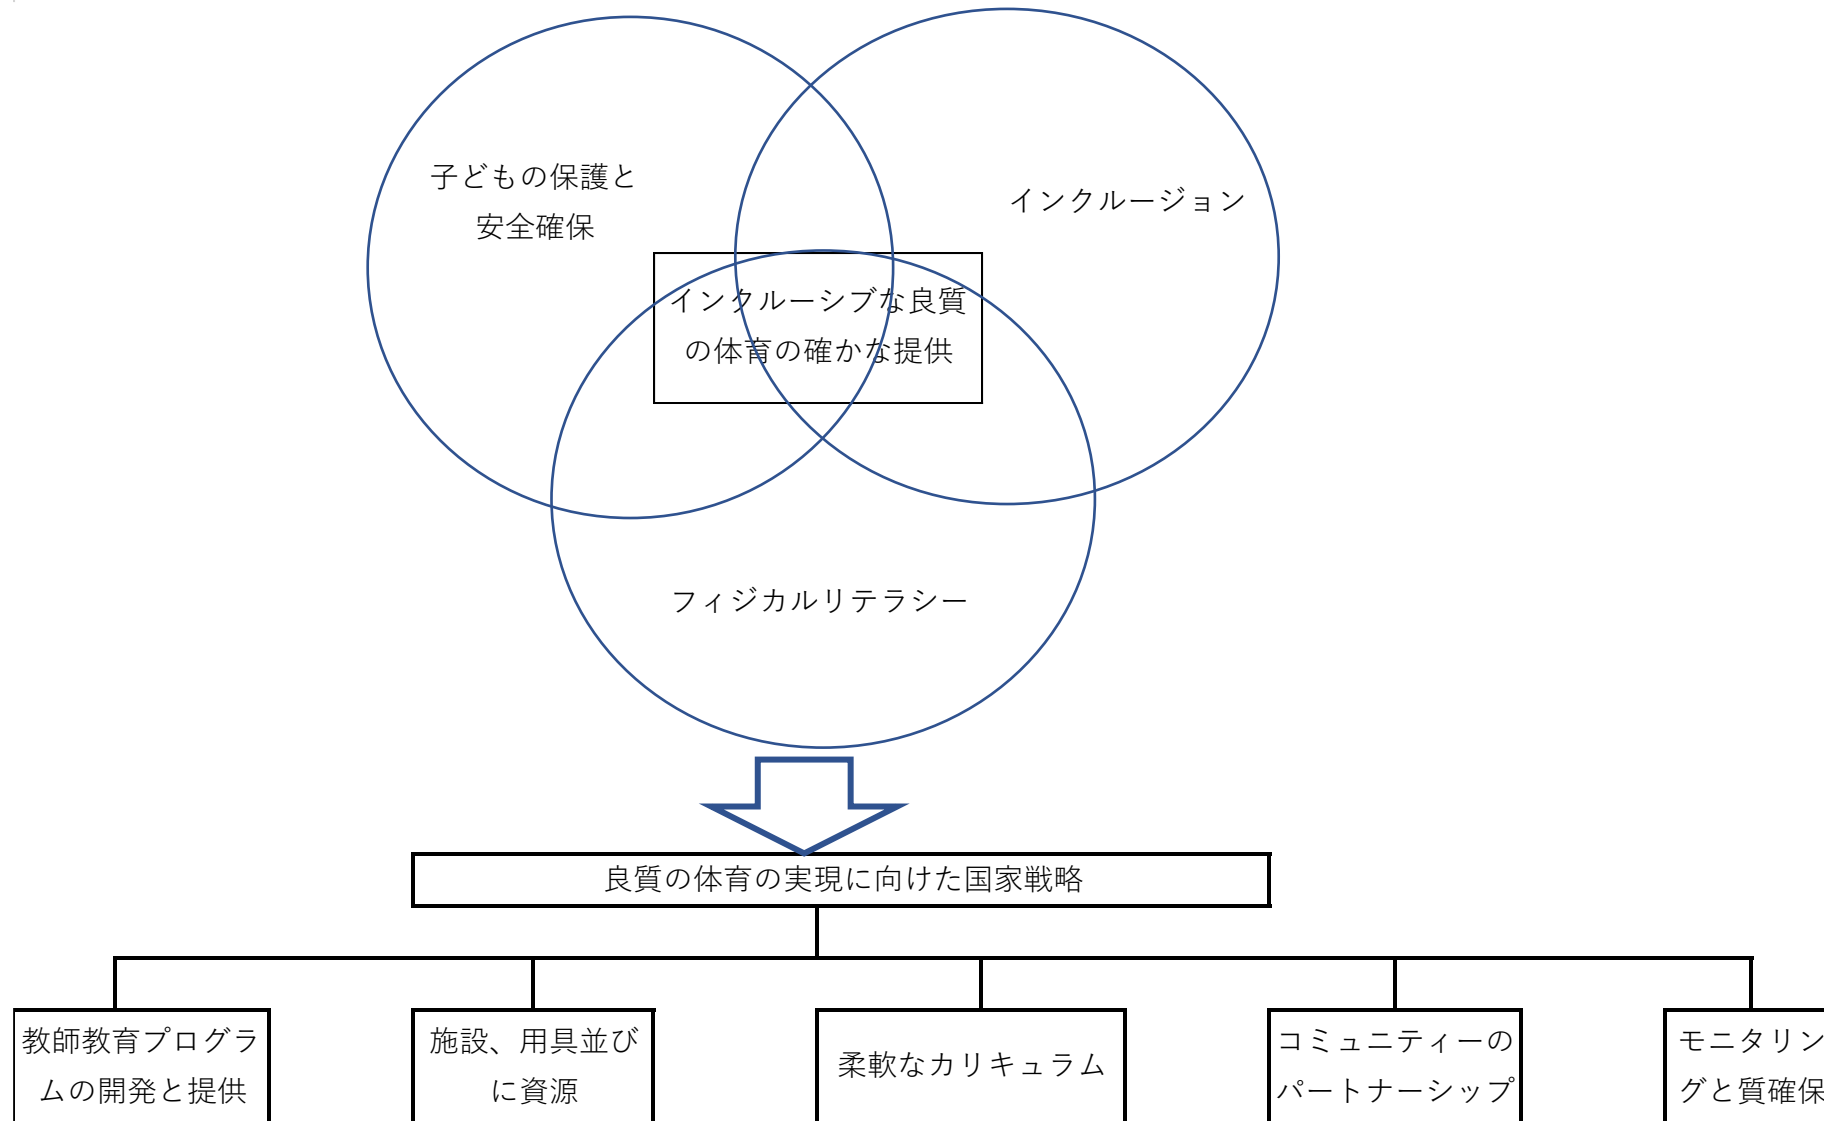 子どもの保護と
安全確保
インクルージョン
インクルーシブな良質
の体育の確かな提供
フィジカルリテラシー
良質の体育の実現に向けた国家戦略
教師教育プログラ
ムの開発と提供
施設、用具並び
に資源
柔軟なカリキュラム
コミュニティーの
パートナーシップ
モニタリン
グと質確保